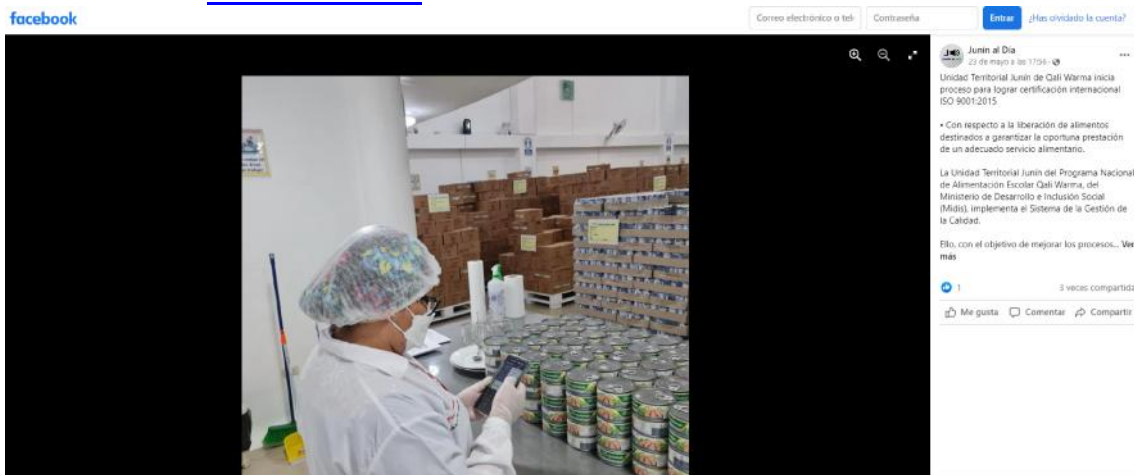 facebook
Correo electrónico o tel
Contraseña
Entrar
¿Has olvidado la cuenta?
Junín al Día
23 de mayo a las 17:56
Unidad Territorial Junín de Qali Warma inicia
proceso para lograr certificación internacional
ISO 9001:2015
• Con respecto a la liberación de alimentos
destinados a garantizar la oportuna prestación
de un adecuado servicio alimentario.
La Unidad Territorial Junín del Programa Nacional
de Alimentación Escolar Qali Warma, del
Ministerio de Desarrollo e Inclusión Social
(Midis), implementa el Sistema de la Gestión de
la Calidad.
Ello, con el objetivo de mejorar los procesos... Ver
más
1
3 veces compartida
Me gusta
Comentar
Compartir